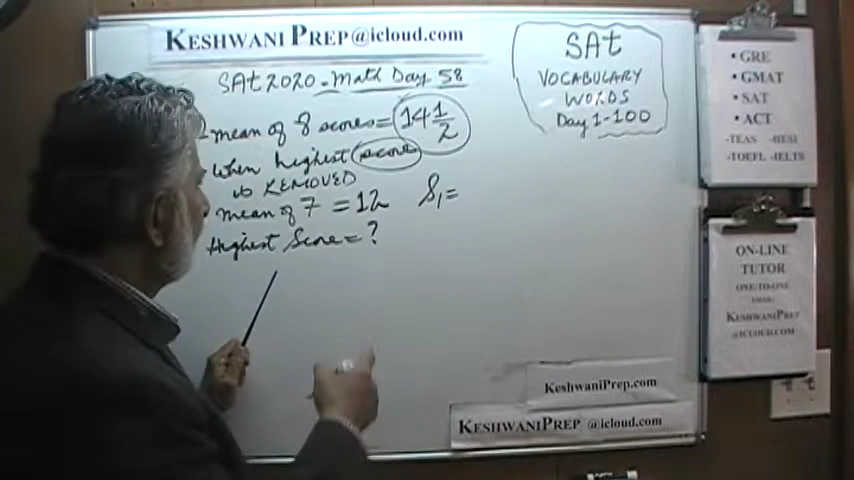 KESHWANI PREP@icloud.com
SAt 2020 - Math Day 58
mean of 8 scores = 14 1/2
When highest score
is REMOVED
mean of 7 = 12 S1=
Highest Score = ?
SAt
VOCABULARY
WORDS
Day 1-100
• GRE
• GMAT
• SAT
• ACT
-TEAS -HESI
-TOEFL -IELTS
ON-LINE
TUTOR
ONE-TO-ONE
EMAIL:
KESHWANIPREP
@ICLOUD.COM
KESHWANIPREP.COM
KESHWANIPREP @icloud.com